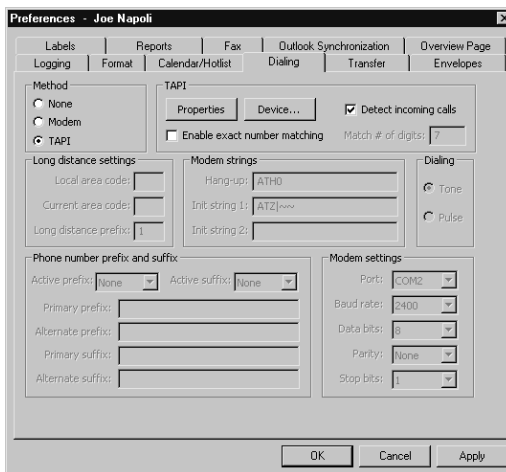 Preferences - Joe Napoli
Labels Reports Fax Outlook Synchronization Overview Page
Logging Format Calendar/Hotlist Dialing Transfer Envelopes
Method
None
Modem
TAPI
TAPI
Properties Device... Detect incoming calls
Enable exact number matching Match # of digits: 7
Long distance settings
Local area code:
Current area code:
Long distance prefix: 1
Modem strings
Hang-up: ATH0
Init string 1: ATZ|~~
Init string 2:
Dialing
Tone
Pulse
Phone number prefix and suffix
Active prefix: None Active suffix: None
Primary prefix:
Alternate prefix:
Primary suffix:
Alternate suffix:
Modem settings
Port: COM2
Baud rate: 2400
Data bits: 8
Parity: None
Stop bits: 1
OK Cancel Apply